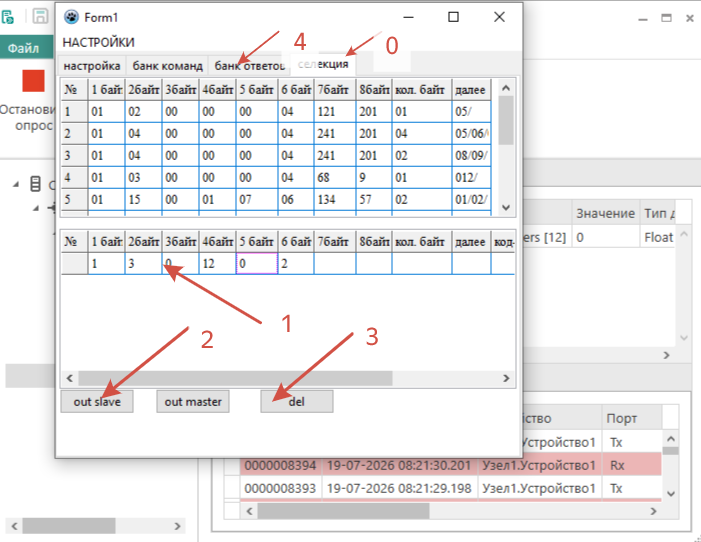 Form1
Файл
НАСТРОЙКИ
4
0
настройка банк команд банк ответов селекция
Останови
опрос
№ 1 байт 2байт 3байт 4байт 5 байт 6 бай 7байт 8байт кол. байт далее
1 01 02 00 00 00 04 121 201 01 05/
2 01 04 00 00 00 04 241 201 04 05/06/
3 01 04 00 00 00 04 241 201 02 08/09/
4 01 03 00 00 00 04 68 9 01 012/
5 01 15 00 01 07 06 134 57 02 01/02/
Значение Тип д
ers [12] 0 Float
№ 1 байт 2байт 3байт 4байт 5 байт 6 бай 7байт 8байт кол. байт далее код-
1 3 0 12 0 2
1
2
3
out slave out master del
йство Порт
Устройство1 Tx
0000008394 19-07-2026 08:21:30.201 Узел1.Устройство1 Rx
0000008393 19-07-2026 08:21:29.198 Узел1.Устройство1 Tx